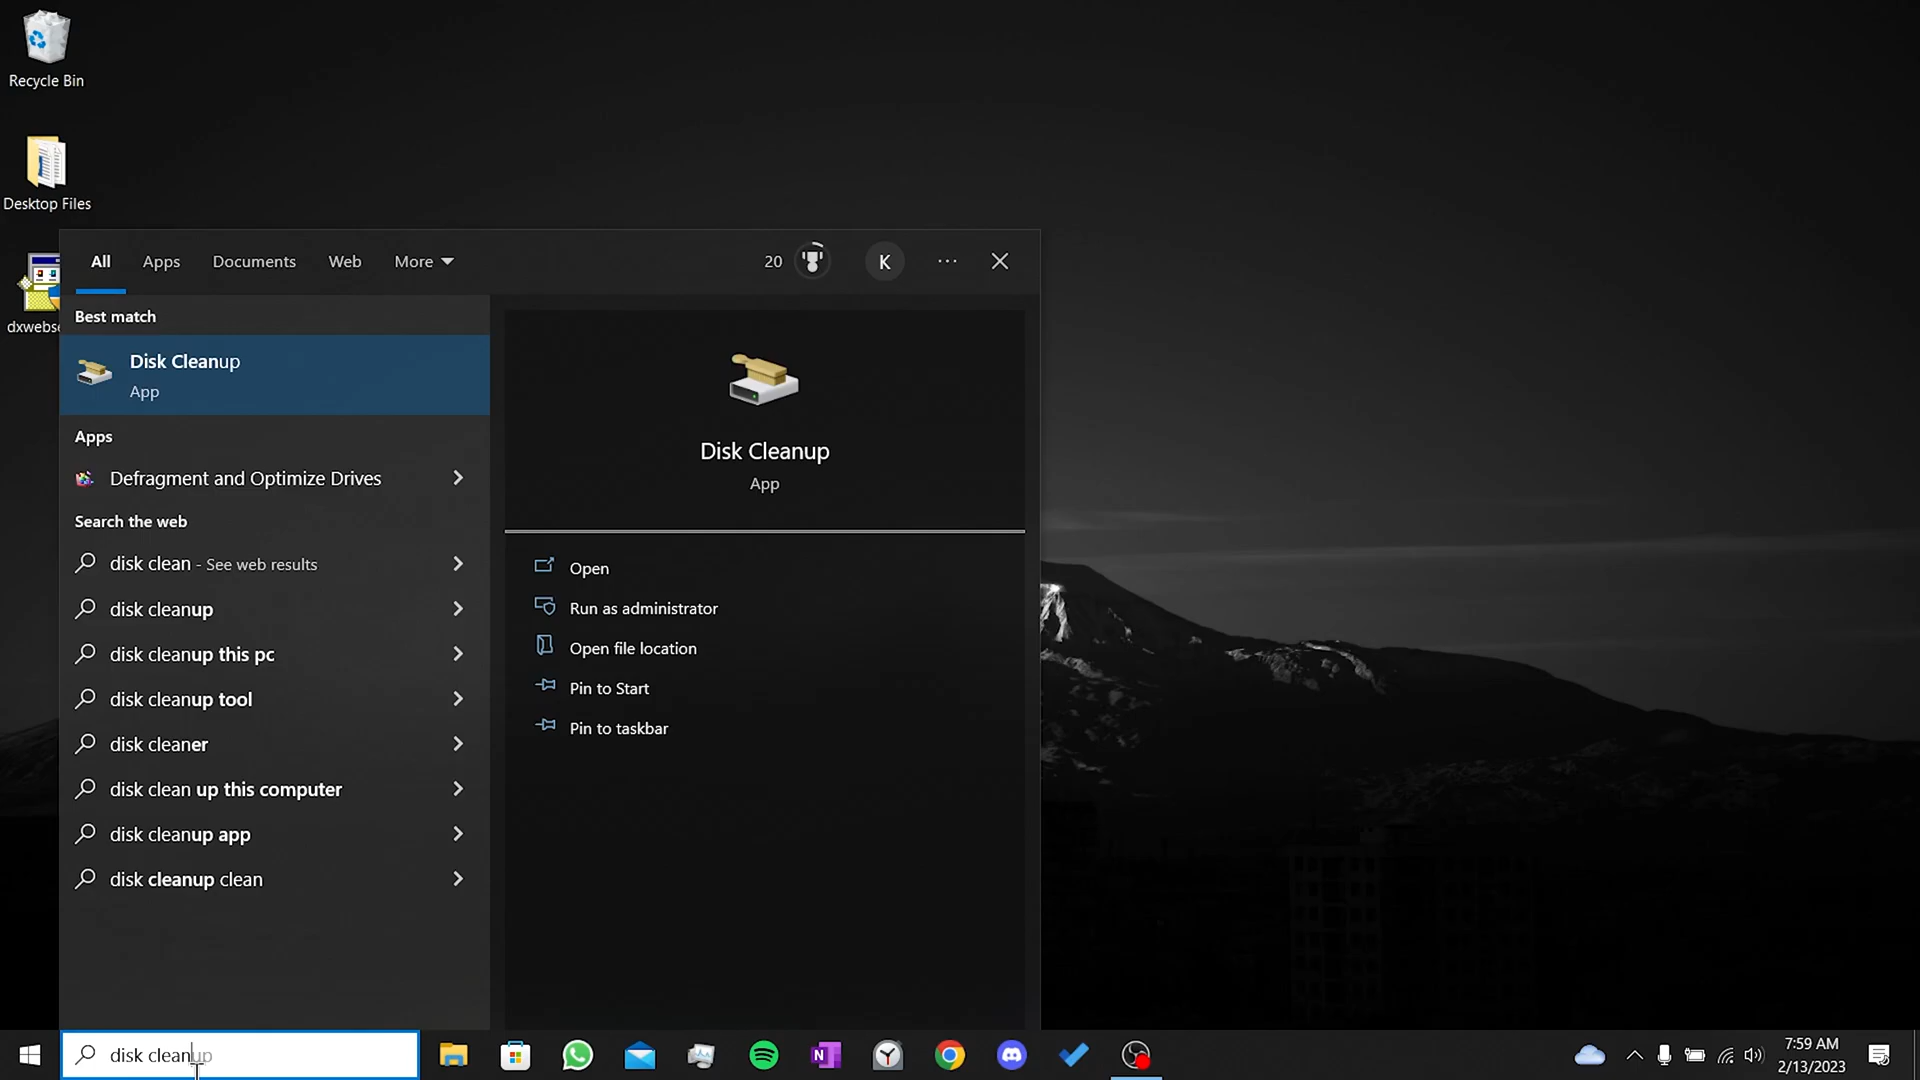 Recycle Bin
Desktop Files
All
Apps
Documents
Web
More
20
K
Best match
Disk Cleanup
App
Apps
Defragment and Optimize Drives
Search the web
disk clean - See web results
disk cleanup
disk cleanup this pc
disk cleanup tool
disk cleaner
disk clean up this computer
disk cleanup app
disk cleanup clean
Disk Cleanup
App
Open
Run as administrator
Open file location
Pin to Start
Pin to taskbar
disk cleanup
7:59 AM
2/13/2023